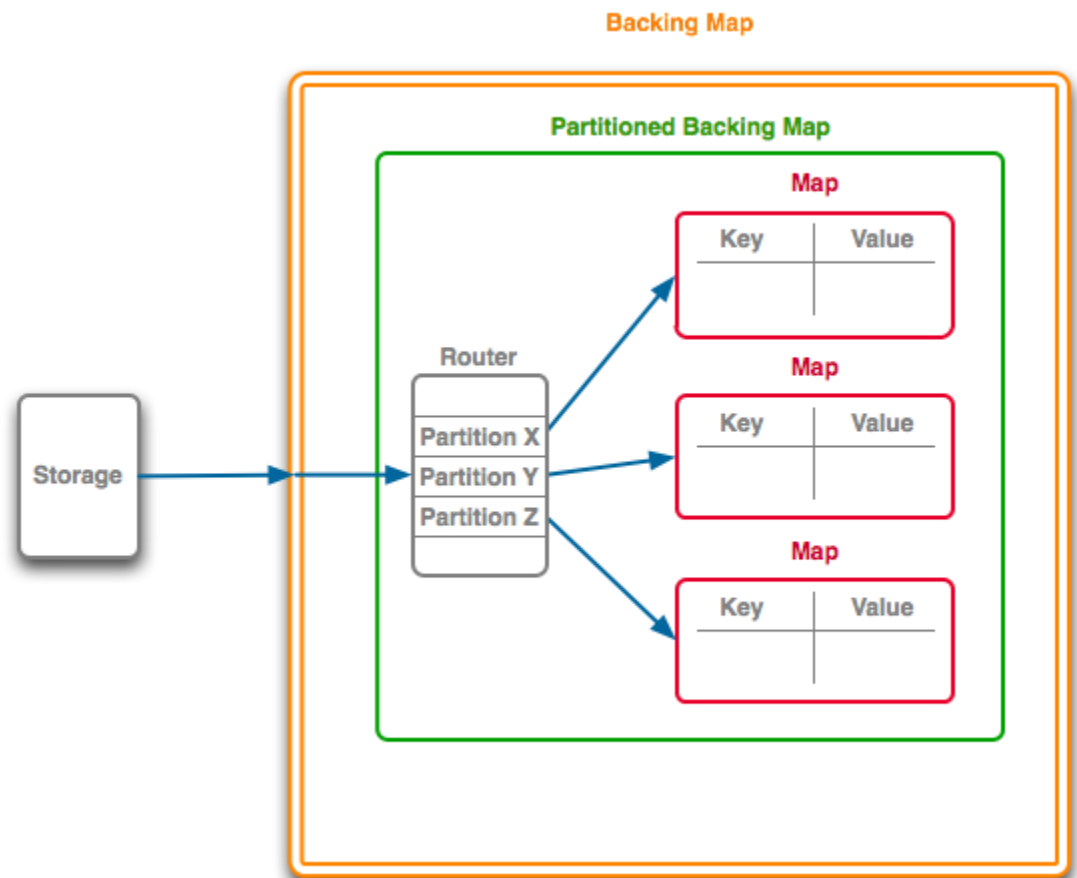 Backing Map
Partitioned Backing Map
Map
Key Value
Router
Partition X
Partition Y
Partition Z
Storage
Map
Key Value
Map
Key Value